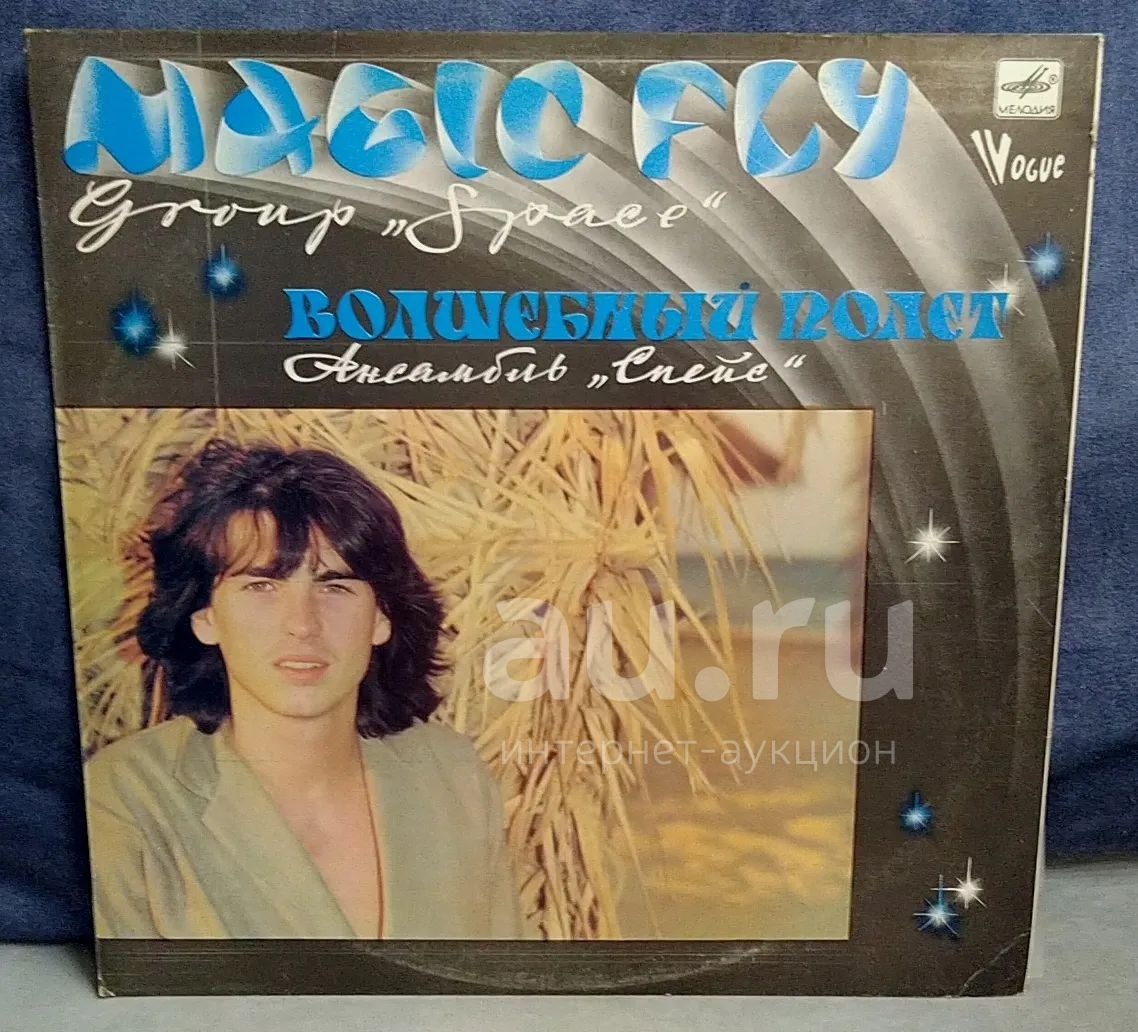 MAGIC FLY
МЕЛОДИЯ
VOGUE
Group „Space“
ВОЛШЕБНЫЙ ПОЛЕТ
Ансамбль „Спейс“
au.ru
интернет-аукцион